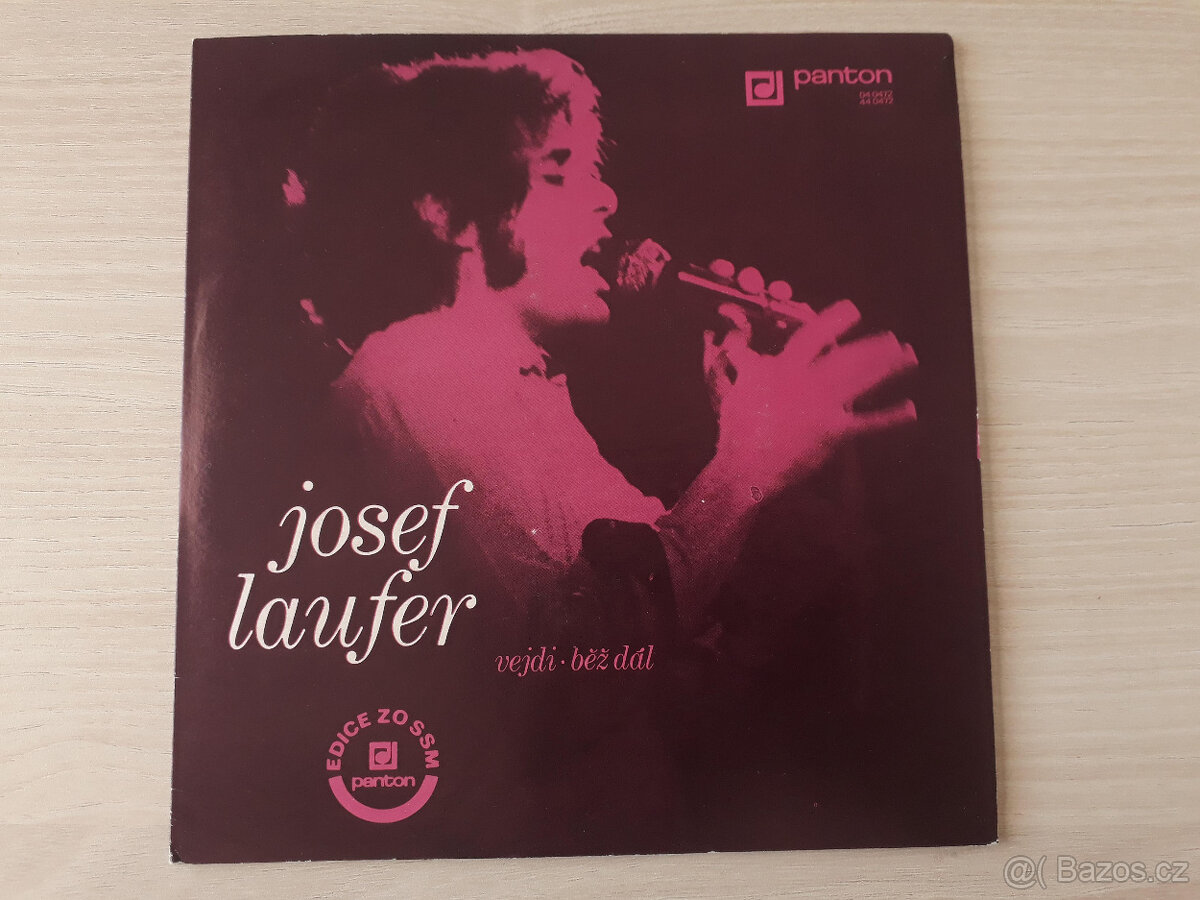 panton
04 0472
44 0472
josef
laufer
vejdi · běž dál
EDICE ZO SSM
panton
@( Bazos.cz